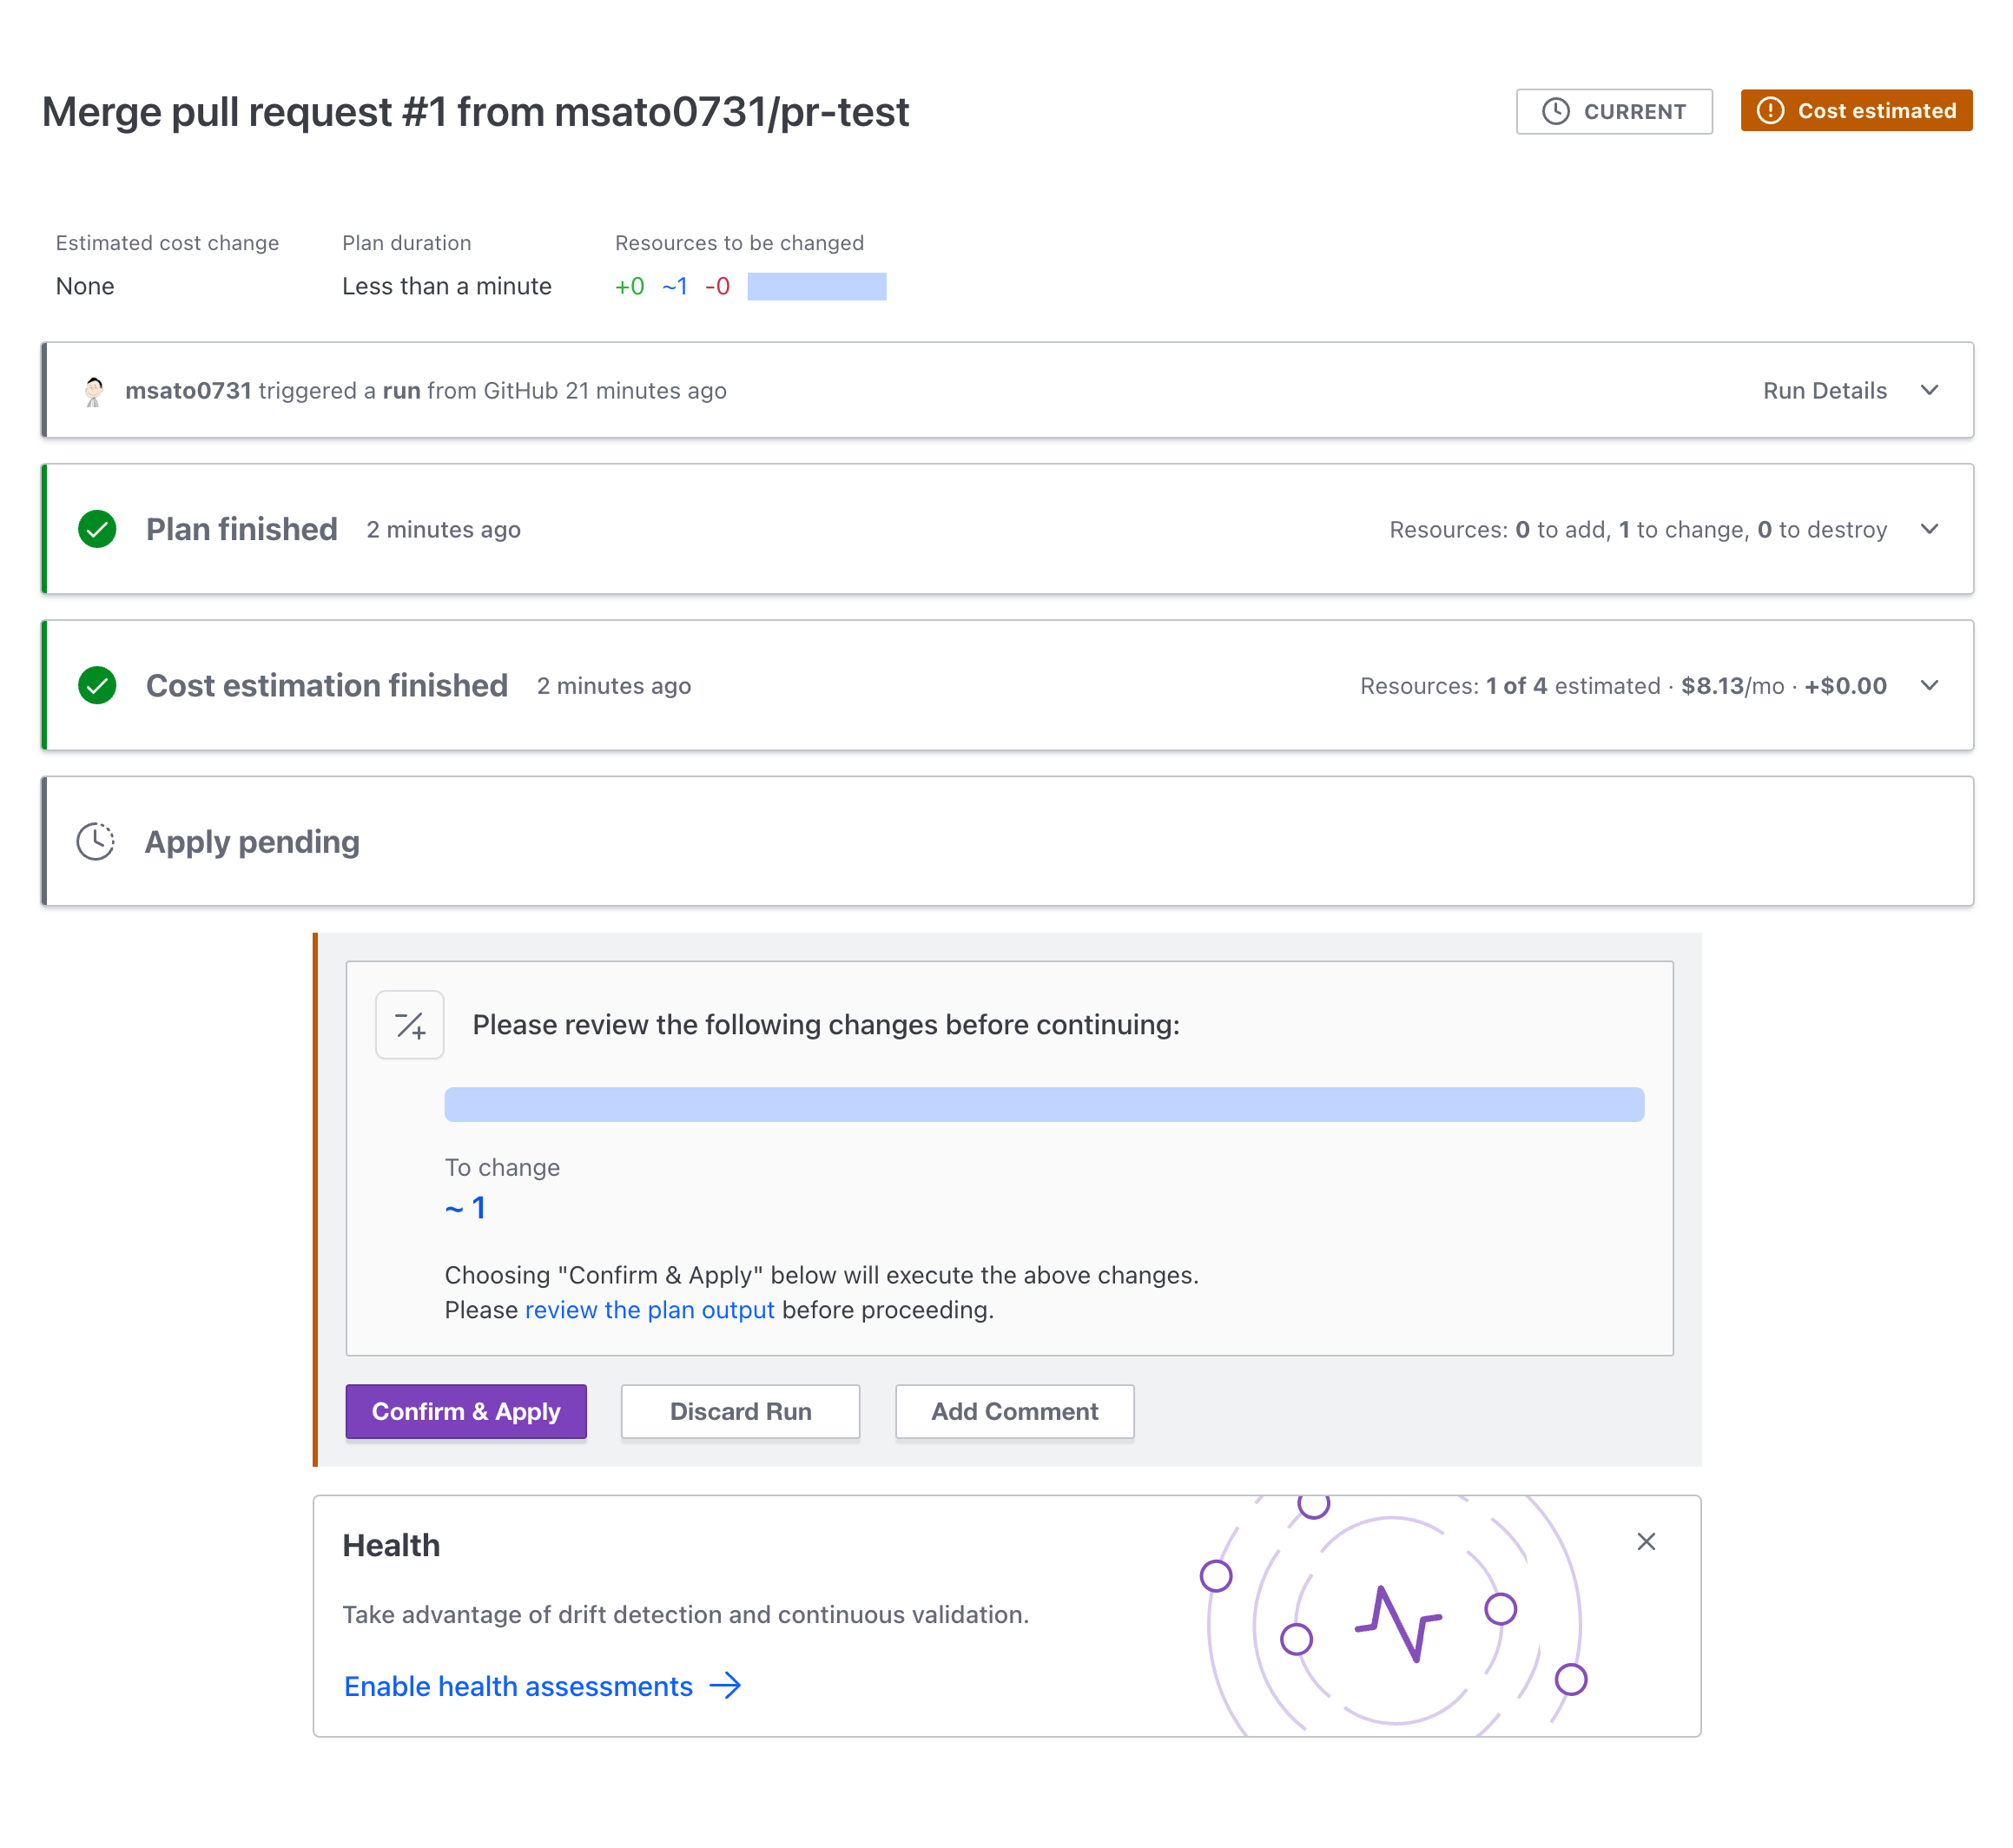 Merge pull request #1 from msato0731/pr-test
CURRENT
Cost estimated
Estimated cost change
None
Plan duration
Less than a minute
Resources to be changed
+0 ~1 -0
msato0731 triggered a run from GitHub 21 minutes ago
Run Details
Plan finished 2 minutes ago
Resources: 0 to add, 1 to change, 0 to destroy
Cost estimation finished 2 minutes ago
Resources: 1 of 4 estimated · $8.13/mo · +$0.00
Apply pending
Please review the following changes before continuing:
To change
~ 1
Choosing "Confirm & Apply" below will execute the above changes.
Please review the plan output before proceeding.
Confirm & Apply
Discard Run
Add Comment
Health
Take advantage of drift detection and continuous validation.
Enable health assessments